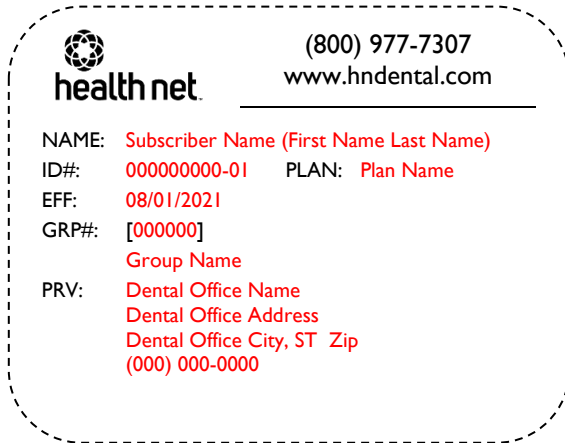 (800) 977-7307
www.hndental.com
health net.
NAME: Subscriber Name (First Name Last Name)
ID#: 000000000-01 PLAN: Plan Name
EFF: 08/01/2021
GRP#: [000000]
Group Name
PRV: Dental Office Name
Dental Office Address
Dental Office City, ST Zip
(000) 000-0000